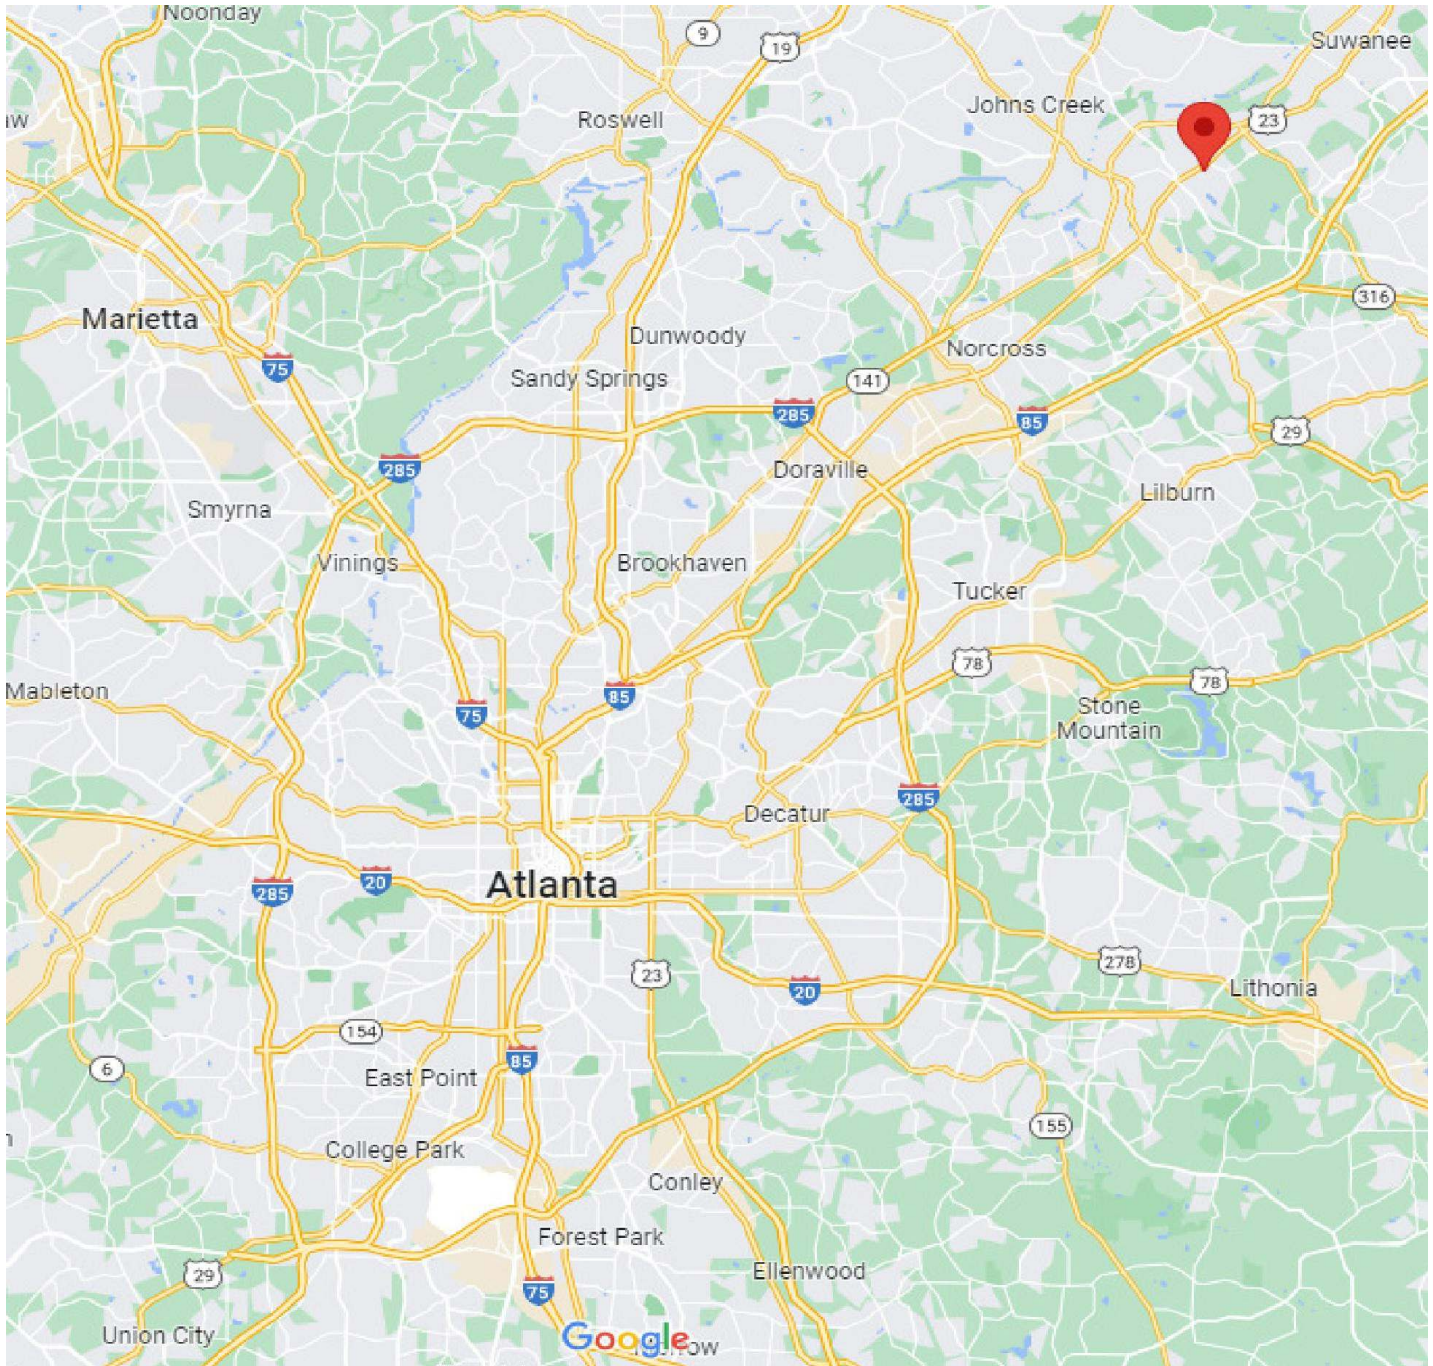 Noonday
9
19
Suwanee
Johns Creek
23
Roswell
316
Marietta
Dunwoody
Norcross
75
Sandy Springs
141
285
85
29
285
Doraville
Lilburn
Smyrna
Vinings
Brookhaven
Tucker
78
78
Mableton
85
75
Stone
Mountain
285
Decatur
285
20
Atlanta
23
278
20
Lithonia
154
85
6
East Point
155
College Park
Conley
Forest Park
29
Ellenwood
75
Union City
Google